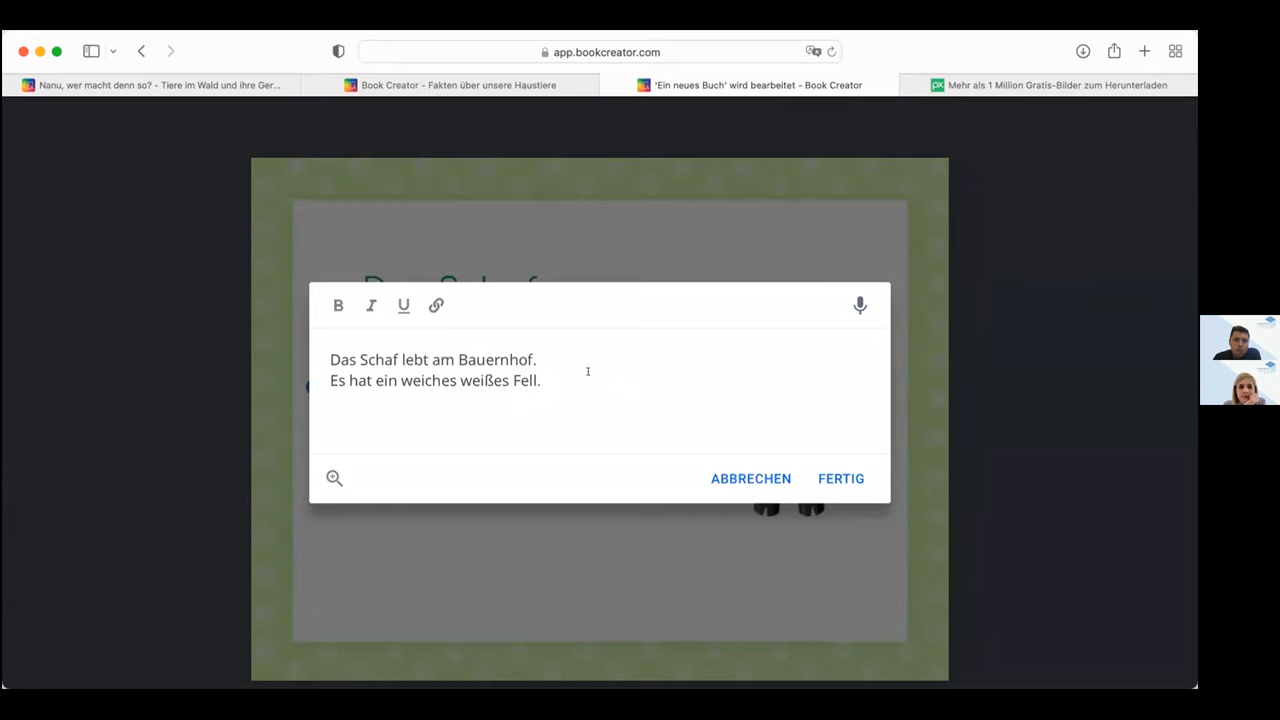 app.bookcreator.com
Nanu, wer macht denn so? - Tiere im Wald und ihre Ger...
Book Creator - Fakten über unsere Haustiere
'Ein neues Buch' wird bearbeitet - Book Creator
Mehr als 1 Million Gratis-Bilder zum Herunterladen
B I U
Das Schaf lebt am Bauernhof.
Es hat ein weiches weißes Fell.
ABBRECHEN FERTIG